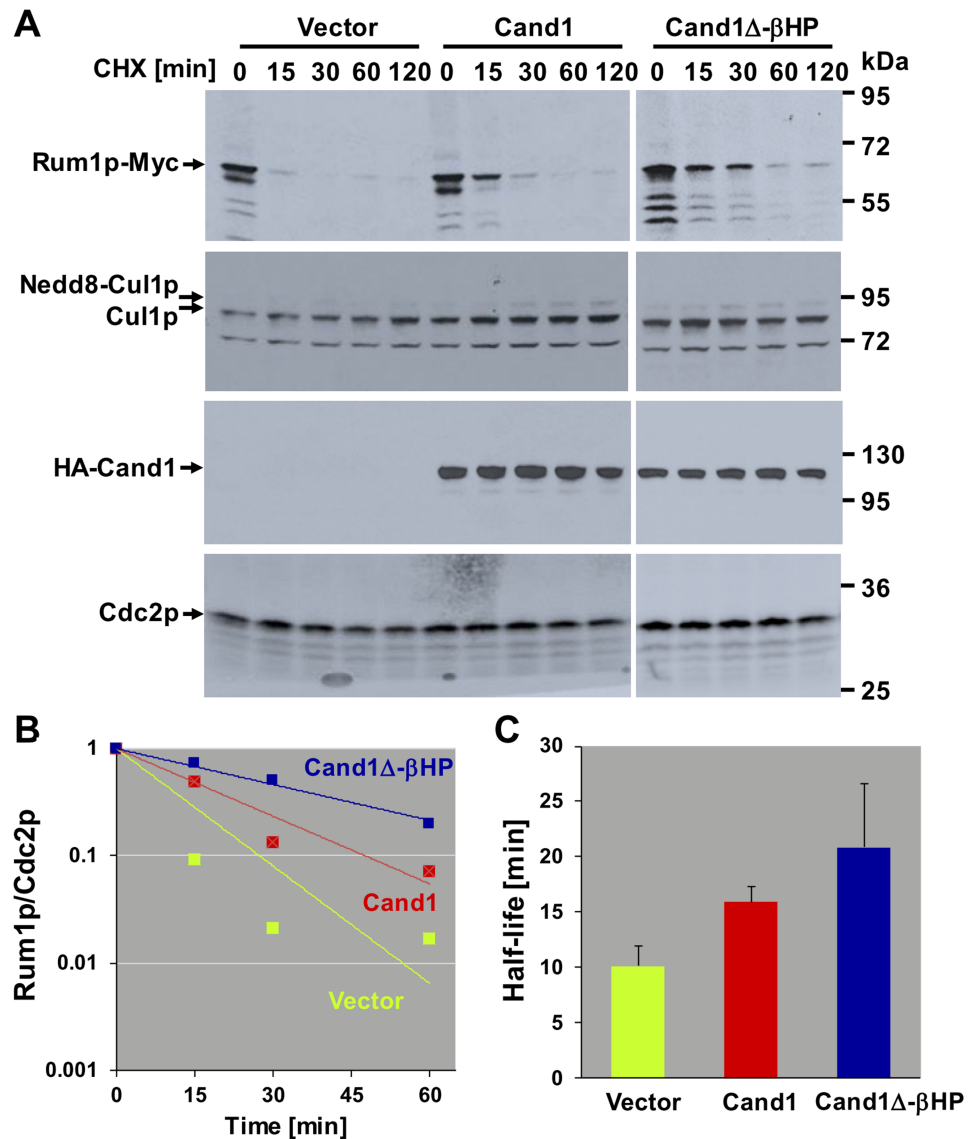 A
Vector Cand1 Cand1Δ-βHP
CHX [min] 0 15 30 60 120 0 15 30 60 120 0 15 30 60 120 kDa
95
72
Rum1p-Myc
55
Nedd8-Cul1p
95
Cul1p
72
130
HA-Cand1
95
36
Cdc2p
25
B
1
0.1
0.01
0.001
Rum1p/Cdc2p
Cand1Δ-βHP
Cand1
Vector
0 15 30 45 60
Time [min]
C
30
25
20
15
10
5
0
Half-life [min]
Vector Cand1 Cand1Δ-βHP